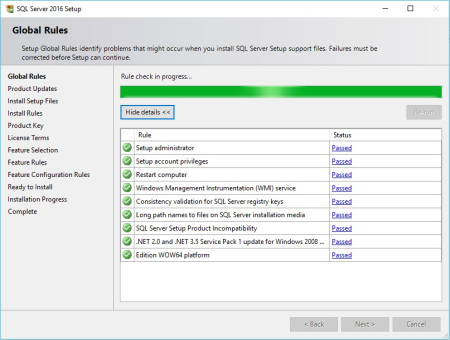 SQL Server 2016 Setup
Global Rules
Setup Global Rules identify problems that might occur when you install SQL Server Setup support files. Failures must be
corrected before Setup can continue.
Global Rules
Product Updates
Install Setup Files
Install Rules
Product Key
License Terms
Feature Selection
Feature Rules
Feature Configuration Rules
Ready to Install
Installation Progress
Complete
Rule check in progress...
Hide details <<
Re-run
Rule Status
Setup administrator Passed
Setup account privileges Passed
Restart computer Passed
Windows Management Instrumentation (WMI) service Passed
Consistency validation for SQL Server registry keys Passed
Long path names to files on SQL Server installation media Passed
SQL Server Setup Product Incompatibility Passed
.NET 2.0 and .NET 3.5 Service Pack 1 update for Windows 2008 ... Passed
Edition WOW64 platform Passed
< Back Next > Cancel